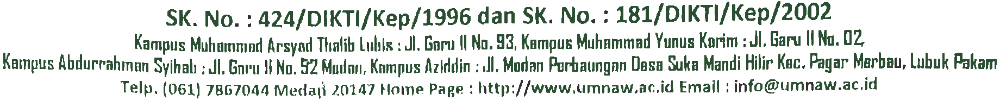 SK. No. : 424/DIKTI/Kep/1996 dan SK. No. : 181/DIKTI/Kep/2002
Kampus Muhammad Arsyad Thalib Lubis : Jl. Garu II No. 93, Kampus Muhammad Yunus Karim : Jl. Garu II No. 02,
Kampus Abdurrahman Syihab : Jl. Garu II No. 52 Medan, Kampus Aziddin : Jl. Medan Perbaungan Desa Suka Mandi Hilir Kec. Pagar Merbau, Lubuk Pakam
Telp. (061) 7867044 Medan 20147 Home Page : http://www.umnaw.ac.id Email : info@umnaw.ac.id